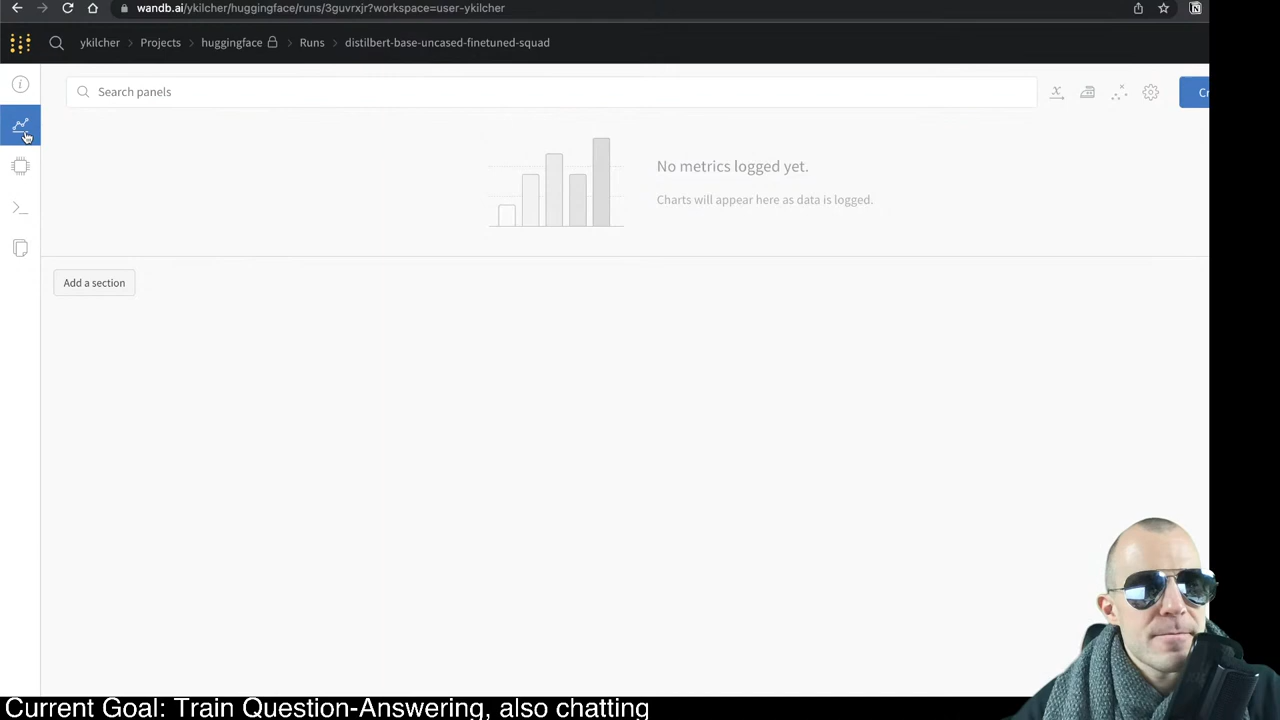 wandb.ai/ykilcher/huggingface/runs/3guvrxjr?workspace=user-ykilcher
ykilcher > Projects > huggingface > Runs > distilbert-base-uncased-finetuned-squad
Search panels
Cr
No metrics logged yet.
Charts will appear here as data is logged.
Add a section
Current Goal: Train Question-Answering, also chatting